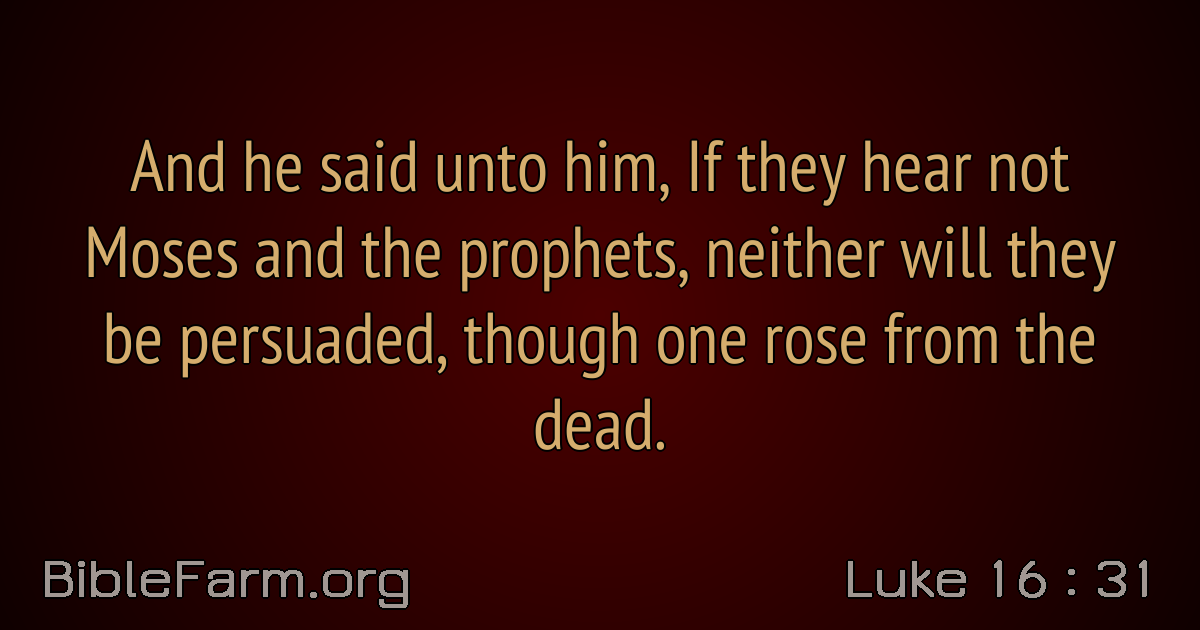 And he said unto him, If they hear not
Moses and the prophets, neither will they
be persuaded, though one rose from the
dead.
BibleFarm.org
Luke 16 : 31